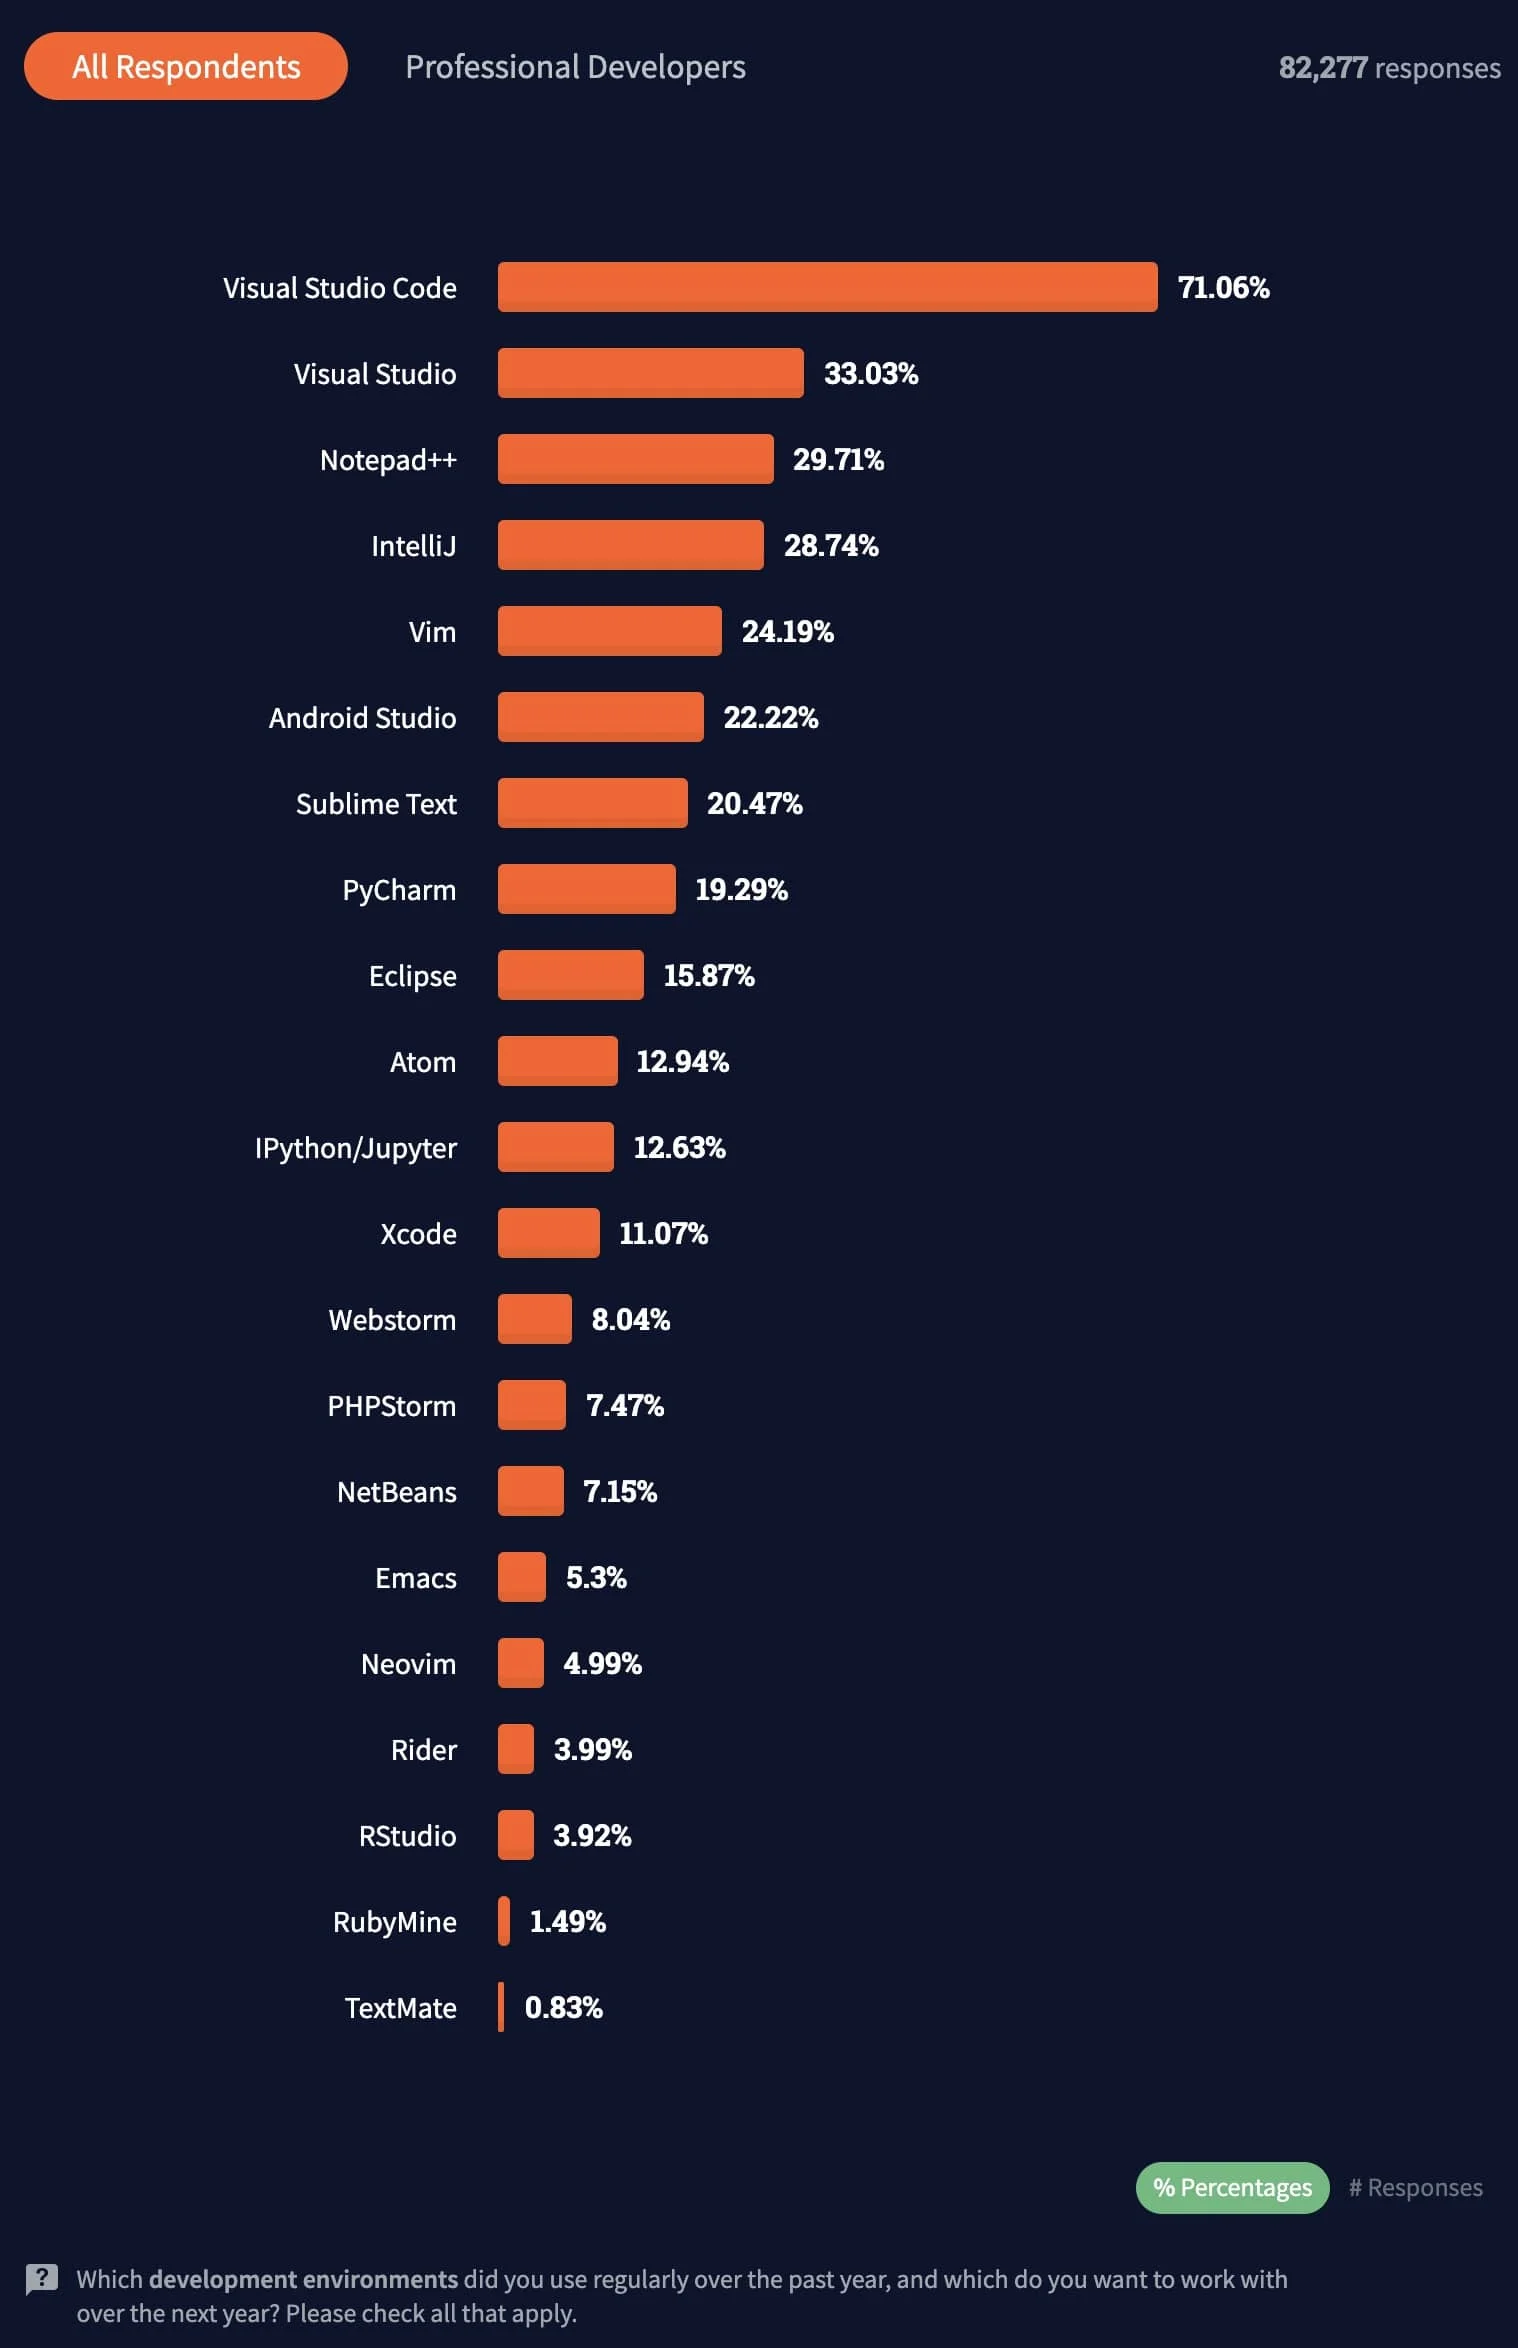 All Respondents Professional Developers 82,277 responses
Visual Studio Code 71.06%
Visual Studio 33.03%
Notepad++ 29.71%
IntelliJ 28.74%
Vim 24.19%
Android Studio 22.22%
Sublime Text 20.47%
PyCharm 19.29%
Eclipse 15.87%
Atom 12.94%
IPython/Jupyter 12.63%
Xcode 11.07%
Webstorm 8.04%
PHPStorm 7.47%
NetBeans 7.15%
Emacs 5.3%
Neovim 4.99%
Rider 3.99%
RStudio 3.92%
RubyMine 1.49%
TextMate 0.83%
% Percentages # Responses
? Which development environments did you use regularly over the past year, and which do you want to work with
over the next year? Please check all that apply.